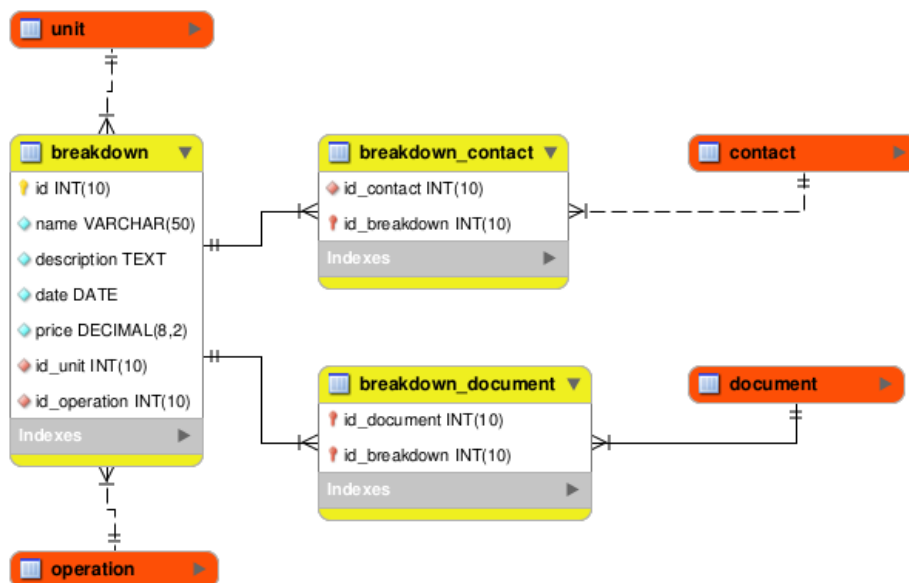 unit
breakdown
id INT(10)
name VARCHAR(50)
description TEXT
date DATE
price DECIMAL(8,2)
id_unit INT(10)
id_operation INT(10)
Indexes
breakdown_contact
id_contact INT(10)
id_breakdown INT(10)
Indexes
contact
breakdown_document
id_document INT(10)
id_breakdown INT(10)
Indexes
document
operation